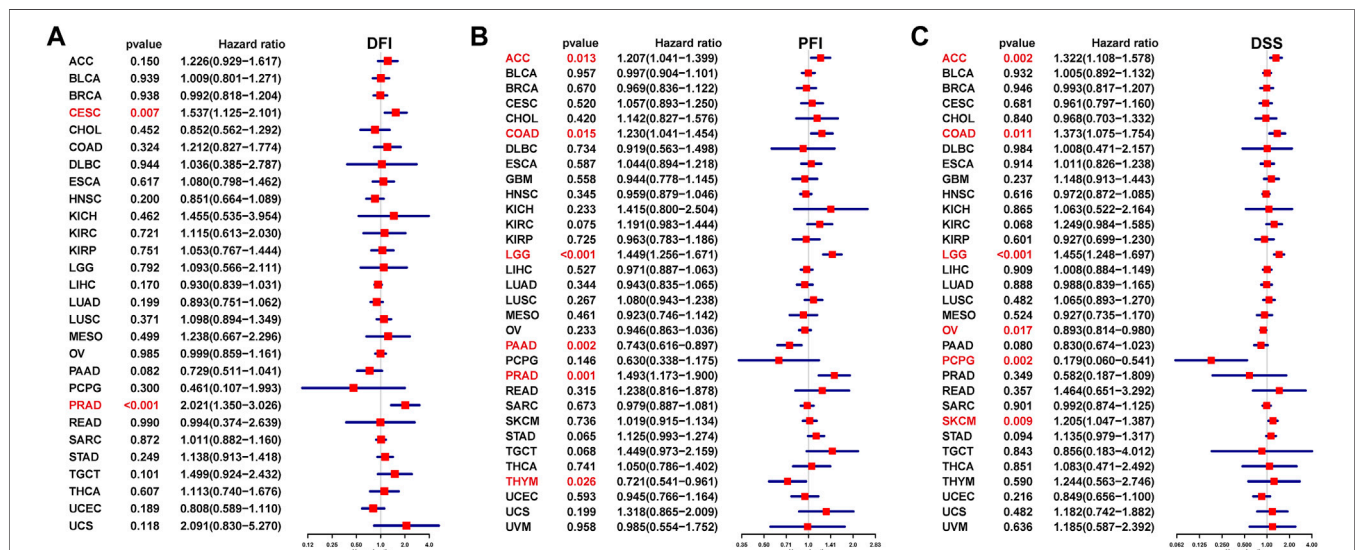 A
pvalue Hazard ratio DFI
ACC 0.150 1.226(0.929−1.617)
BLCA 0.939 1.009(0.801−1.271)
BRCA 0.938 0.992(0.818−1.204)
CESC 0.007 1.537(1.125−2.101)
CHOL 0.452 0.852(0.562−1.292)
COAD 0.324 1.212(0.827−1.774)
DLBC 0.944 1.036(0.385−2.787)
ESCA 0.617 1.080(0.798−1.462)
HNSC 0.200 0.851(0.664−1.089)
KICH 0.462 1.455(0.535−3.954)
KIRC 0.721 1.115(0.613−2.030)
KIRP 0.751 1.053(0.767−1.444)
LGG 0.792 1.093(0.566−2.111)
LIHC 0.170 0.930(0.839−1.031)
LUAD 0.199 0.893(0.751−1.062)
LUSC 0.371 1.098(0.894−1.349)
MESO 0.499 1.238(0.667−2.296)
OV 0.985 0.999(0.859−1.161)
PAAD 0.082 0.729(0.511−1.041)
PCPG 0.300 0.461(0.107−1.993)
PRAD <0.001 2.021(1.350−3.026)
READ 0.990 0.994(0.374−2.639)
SARC 0.872 1.011(0.882−1.160)
STAD 0.249 1.138(0.913−1.418)
TGCT 0.101 1.499(0.924−2.432)
THCA 0.607 1.113(0.740−1.676)
UCEC 0.189 0.808(0.589−1.110)
UCS 0.118 2.091(0.830−5.270)
0.12 0.25 0.50 1.0 2.0 4.0
B
pvalue Hazard ratio PFI
ACC 0.013 1.207(1.041−1.399)
BLCA 0.957 0.997(0.904−1.101)
BRCA 0.670 0.969(0.836−1.122)
CESC 0.520 1.057(0.893−1.250)
CHOL 0.420 1.142(0.827−1.576)
COAD 0.015 1.230(1.041−1.454)
DLBC 0.734 0.919(0.563−1.498)
ESCA 0.587 1.044(0.894−1.218)
GBM 0.558 0.944(0.778−1.145)
HNSC 0.345 0.959(0.879−1.046)
KICH 0.233 1.415(0.800−2.504)
KIRC 0.075 1.191(0.983−1.444)
KIRP 0.725 0.963(0.783−1.186)
LGG <0.001 1.449(1.256−1.671)
LIHC 0.527 0.971(0.887−1.063)
LUAD 0.344 0.943(0.835−1.065)
LUSC 0.267 1.080(0.943−1.238)
MESO 0.461 0.923(0.746−1.142)
OV 0.233 0.946(0.863−1.036)
PAAD 0.002 0.743(0.616−0.897)
PCPG 0.146 0.630(0.338−1.175)
PRAD 0.001 1.493(1.173−1.900)
READ 0.315 1.238(0.816−1.878)
SARC 0.673 0.979(0.887−1.081)
SKCM 0.736 1.019(0.915−1.134)
STAD 0.065 1.125(0.993−1.274)
TGCT 0.068 1.449(0.973−2.159)
THCA 0.741 1.050(0.786−1.402)
THYM 0.026 0.721(0.541−0.961)
UCEC 0.593 0.945(0.766−1.164)
UCS 0.199 1.318(0.865−2.009)
UVM 0.958 0.985(0.554−1.752)
0.35 0.50 0.71 1.0 1.41 2.0 2.83
C
pvalue Hazard ratio DSS
ACC 0.002 1.322(1.108−1.578)
BLCA 0.932 1.005(0.892−1.132)
BRCA 0.946 0.993(0.817−1.207)
CESC 0.681 0.961(0.797−1.160)
CHOL 0.840 0.968(0.703−1.332)
COAD 0.011 1.373(1.075−1.754)
DLBC 0.984 1.008(0.471−2.157)
ESCA 0.914 1.011(0.826−1.238)
GBM 0.237 1.148(0.913−1.443)
HNSC 0.616 0.972(0.872−1.085)
KICH 0.865 1.063(0.522−2.164)
KIRC 0.068 1.249(0.984−1.585)
KIRP 0.601 0.927(0.699−1.230)
LGG <0.001 1.455(1.248−1.697)
LIHC 0.909 1.008(0.884−1.149)
LUAD 0.888 0.988(0.839−1.165)
LUSC 0.482 1.065(0.893−1.270)
MESO 0.524 0.927(0.735−1.170)
OV 0.017 0.893(0.814−0.980)
PAAD 0.080 0.830(0.674−1.023)
PCPG 0.002 0.179(0.060−0.541)
PRAD 0.349 0.582(0.187−1.809)
READ 0.357 1.464(0.651−3.292)
SARC 0.901 0.992(0.874−1.125)
SKCM 0.009 1.205(1.047−1.387)
STAD 0.094 1.135(0.979−1.317)
TGCT 0.843 0.856(0.183−4.012)
THCA 0.851 1.083(0.471−2.492)
THYM 0.590 1.244(0.563−2.746)
UCEC 0.216 0.849(0.656−1.100)
UCS 0.482 1.182(0.742−1.882)
UVM 0.636 1.185(0.587−2.392)
0.062 0.250 0.500 1.00 2.00 4.00